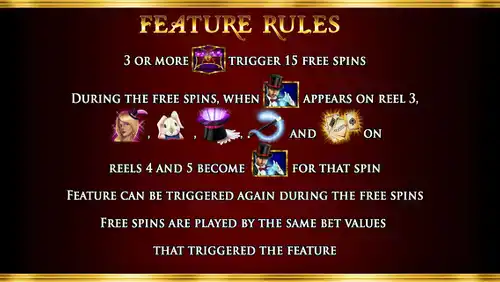 FEATURE RULES
3 OR MORE TRIGGER 15 FREE SPINS
DURING THE FREE SPINS, WHEN APPEARS ON REEL 3,
, , , , AND ON
REELS 4 AND 5 BECOME FOR THAT SPIN
FEATURE CAN BE TRIGGERED AGAIN DURING THE FREE SPINS
FREE SPINS ARE PLAYED BY THE SAME BET VALUES
THAT TRIGGERED THE FEATURE